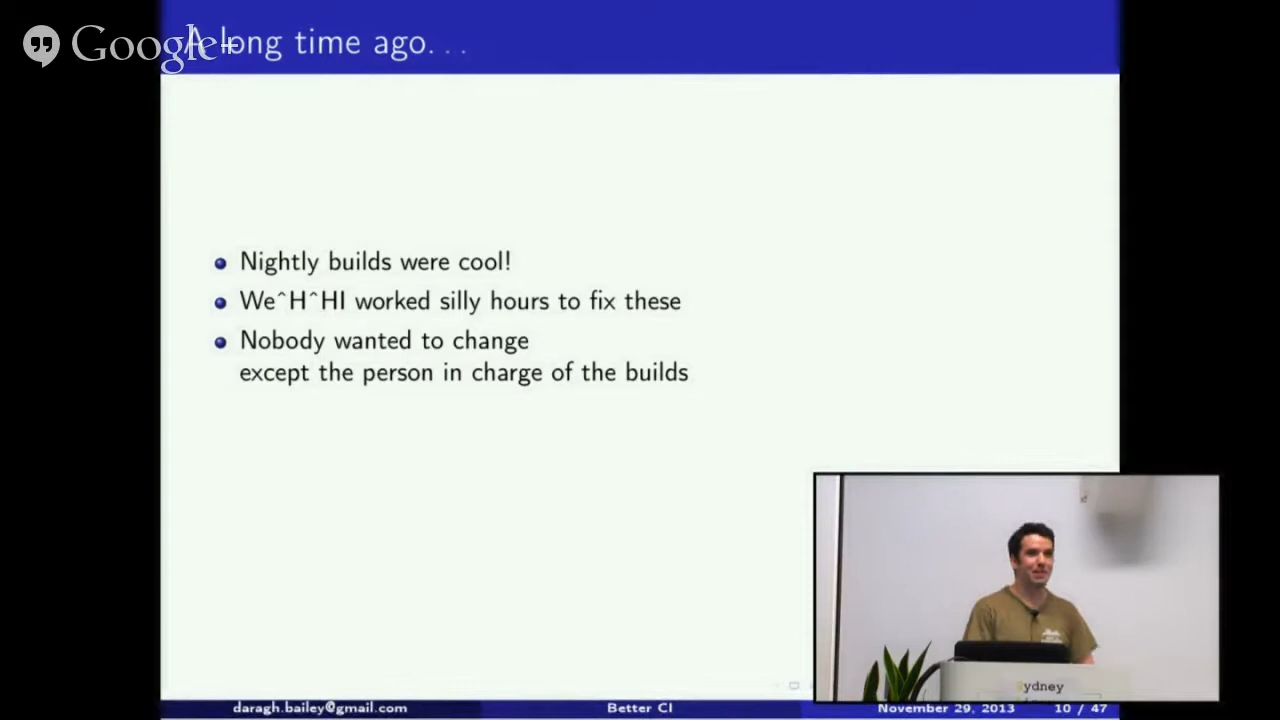 Google+
A long time ago. . .
Nightly builds were cool!
We^H^HI worked silly hours to fix these
Nobody wanted to change
except the person in charge of the builds
ydney
daragh.bailey@gmail.com
Better CI
November 29, 2013
10 / 47